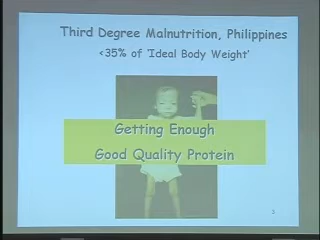 Third Degree Malnutrition, Philippines
<35% of 'Ideal Body Weight'
Getting Enough
Good Quality Protein